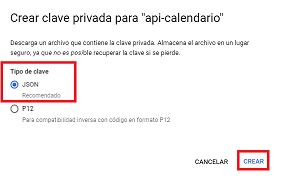 Crear clave privada para "api-calendario"
Descarga un archivo que contiene la clave privada. Almacena el archivo en un lugar
seguro, ya que no es posible recuperar la clave si se pierde.
Tipo de clave
JSON
Recomendado
P12
Para compatibilidad inversa con código en formato P12
CANCELAR CREAR